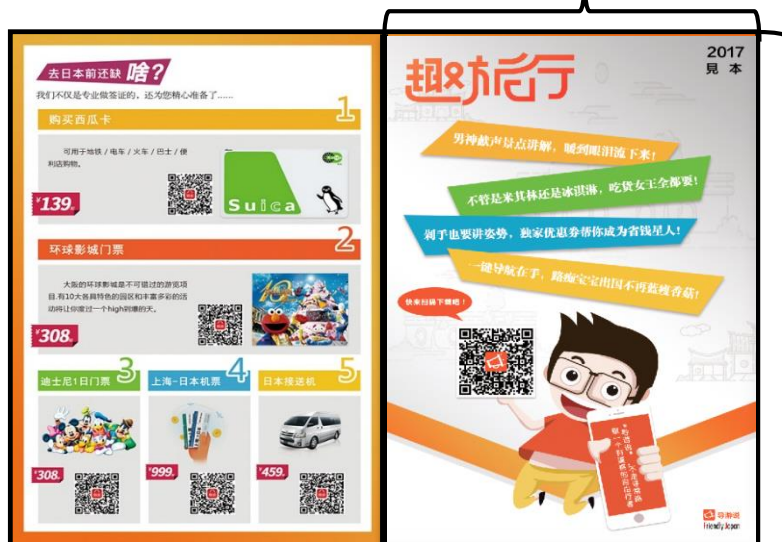 去日本前还缺 啥?
我们不仅是专业做签证的、还为您精心准备了……
购买西瓜卡
1
可用于地铁 / 电车 / 火车 / 巴士 / 便
利店购物。
¥139.
Suica
环球影城门票
2
大阪的环球影城是不可错过的游览项
目.有10大各具特色的园区和丰富多彩的活
动将让你度过一个high到爆的天。
¥308.
迪士尼1日门票
3
¥308.
上海-日本机票
4
¥999.
日本接送机
5
¥459.
趣旅行
2017
見 本
男神献声景点讲解,暖到眼泪流下来!
不管是米其林还是冰淇淋,吃货女王全都要!
剁手也要讲姿势,独家优惠券帮你成为省钱星人!
一键导航在手,路痴宝宝出国不再蓝瘦香菇!
快来扫描下载吧!
导游说
Friendly Japan